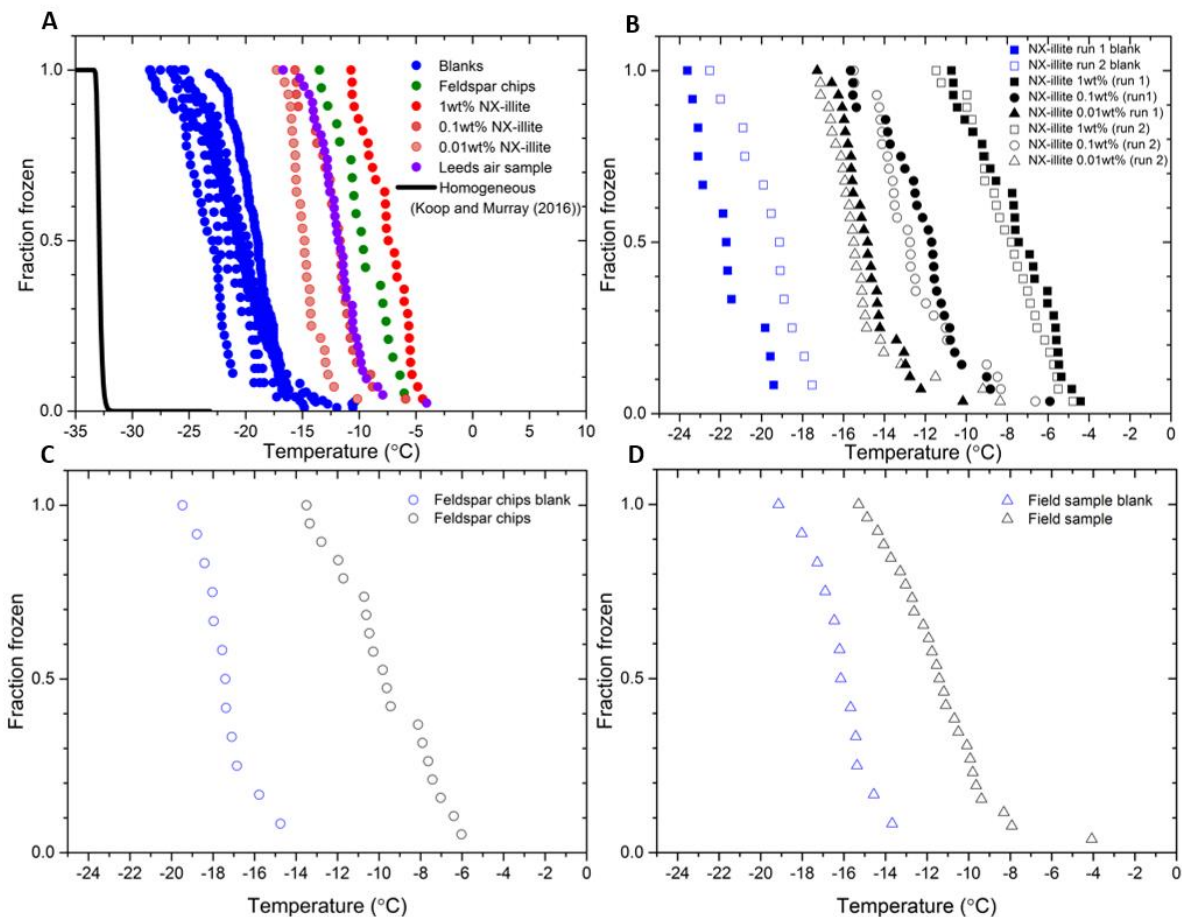 A
Blanks
Feldspar chips
1wt% NX-illite
0.1wt% NX-illite
0.01wt% NX-illite
Leeds air sample
Homogeneous
(Koop and Murray (2016))
Fraction frozen
1.0
0.5
0.0
-35 -30 -25 -20 -15 -10 -5 0
Temperature (°C)
B
NX-illite run 1 blank
NX-illite run 2 blank
NX-illite 1wt% (run 1)
NX-illite 0.1wt% (run1)
NX-illite 0.01wt% run 1)
NX-illite 1wt% (run 2)
NX-illite 0.1wt% (run 2)
NX-illite 0.01wt% (run 2)
Fraction frozen
1.0
0.5
0.0
-24 -22 -20 -18 -16 -14 -12 -10 -8 -6 -4 -2 0
Temperature (°C)
C
Feldspar chips blank
Feldspar chips
Fraction frozen
1.0
0.5
0.0
-24 -22 -20 -18 -16 -14 -12 -10 -8 -6 -4 -2 0
Temperature (°C)
D
Field sample blank
Field sample
Fraction frozen
1.0
0.5
0.0
-24 -22 -20 -18 -16 -14 -12 -10 -8 -6 -4 -2 0
Temperature (°C)